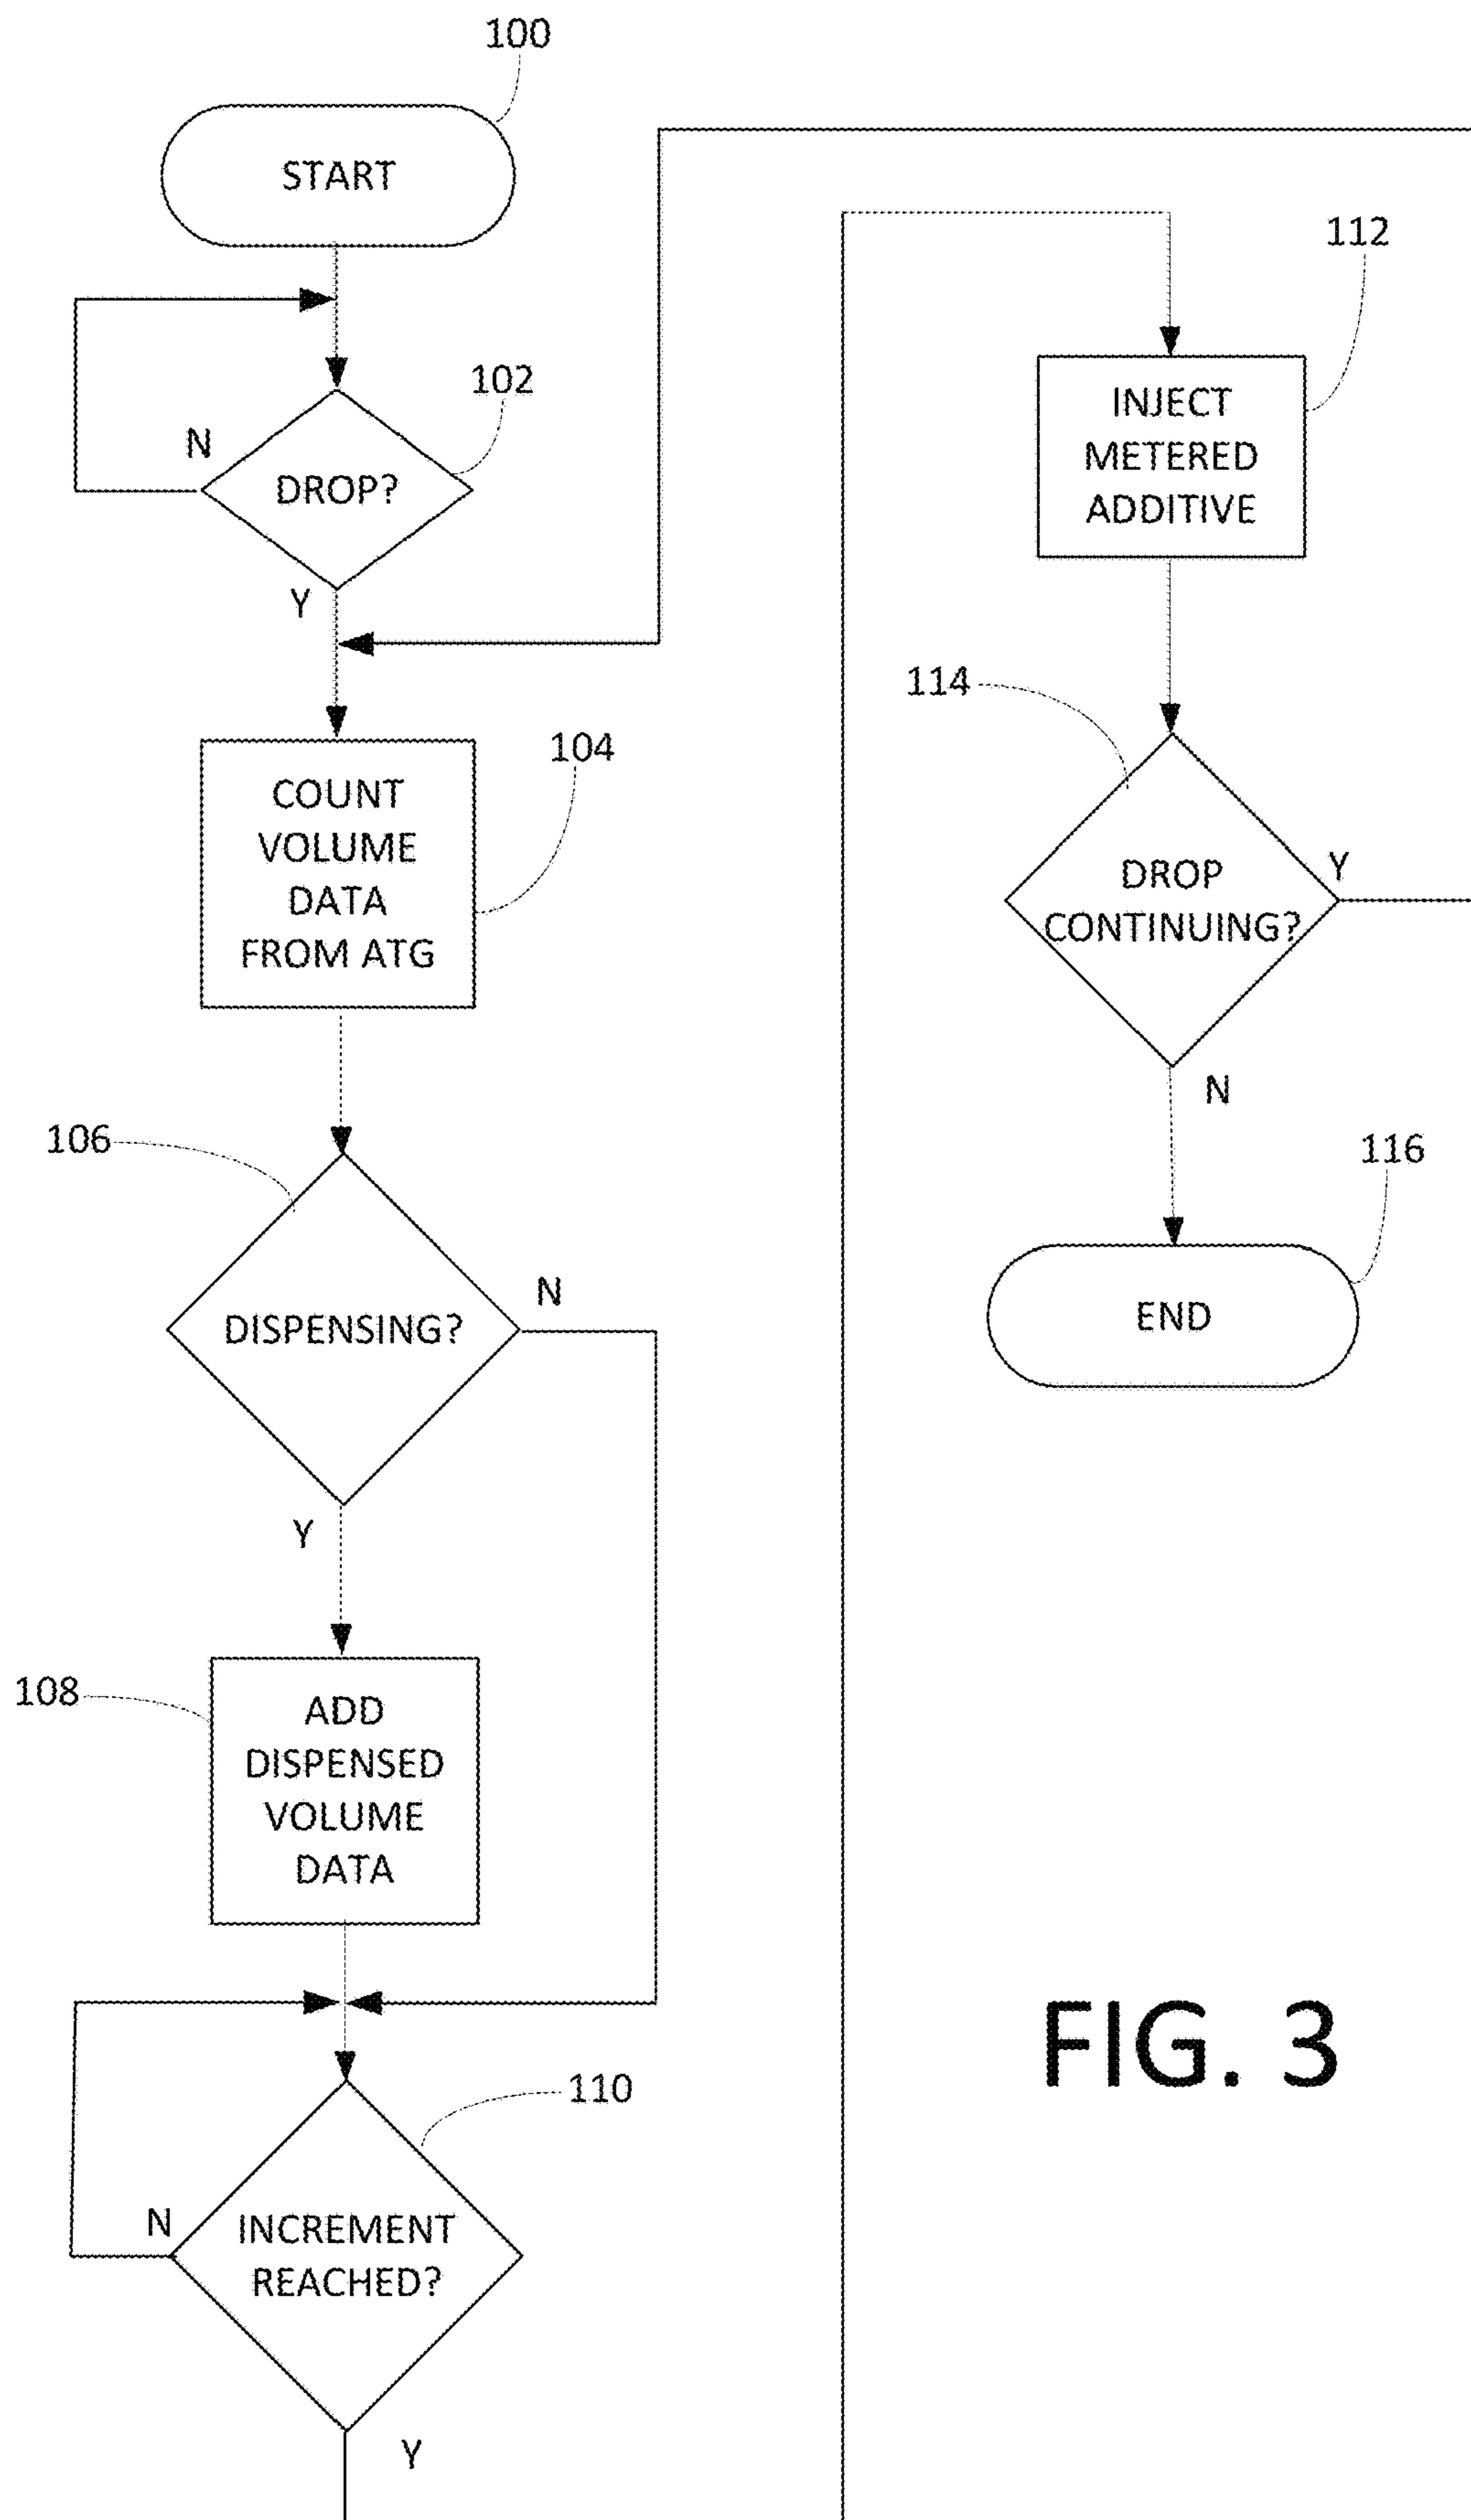 100
START
102
N
DROP?
Y
104
COUNT
VOLUME
DATA
FROM ATG
106
N
DISPENSING?
Y
108
ADD
DISPENSED
VOLUME
DATA
110
N
INCREMENT
REACHED?
Y
112
INJECT
METERED
ADDITIVE
114
Y
DROP
CONTINUING?
N
116
END
FIG. 3